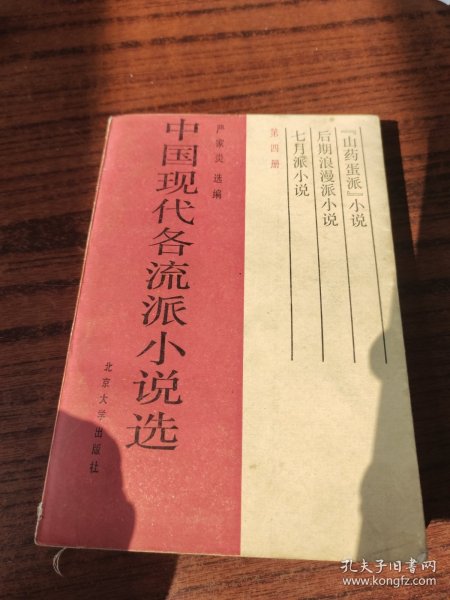 『山药蛋派』小说
后期浪漫派小说
七月派小说
第四册
严家炎 选编
中国现代各流派小说选
北京大学出版社
孔夫子旧书网
www.kongfz.com